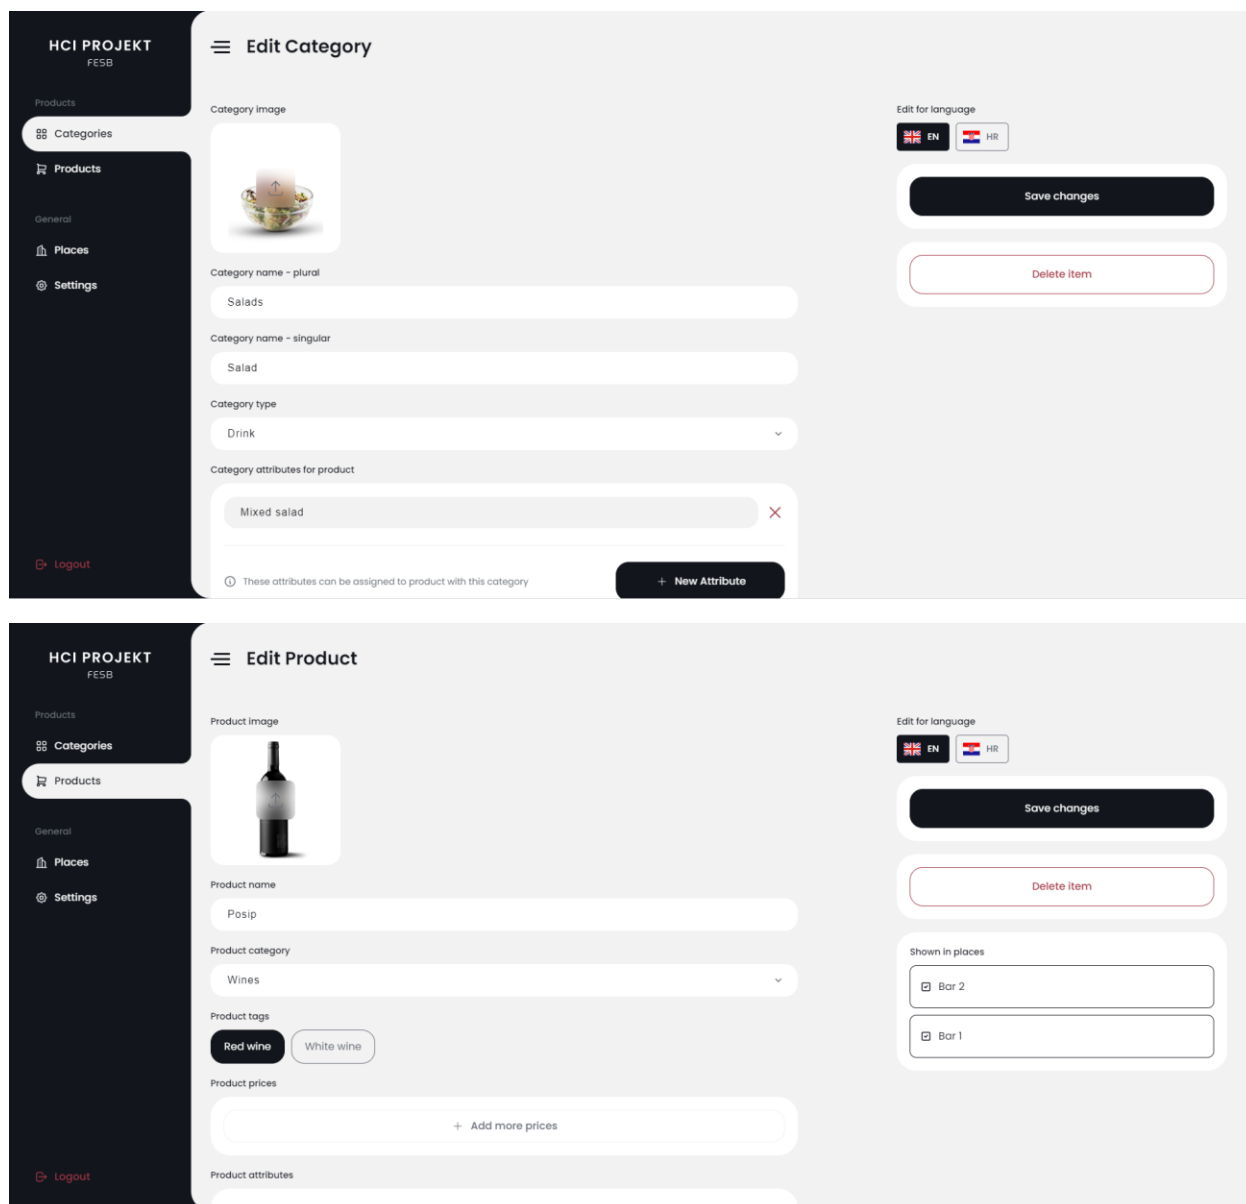 HCI PROJEKT
FESB
Products
Categories
Products
General
Places
Settings
Logout
Edit Category
Category image
Category name - plural
Salads
Category name - singular
Salad
Category type
Drink
Category attributes for product
Mixed salad
These attributes can be assigned to product with this category
+ New Attribute
Edit for language
EN
HR
Save changes
Delete item
HCI PROJEKT
FESB
Products
Categories
Products
General
Places
Settings
Logout
Edit Product
Product image
Product name
Posip
Product category
Wines
Product tags
Red wine
White wine
Product prices
+ Add more prices
Product attributes
Edit for language
EN
HR
Save changes
Delete item
Shown in places
Bar 2
Bar 1